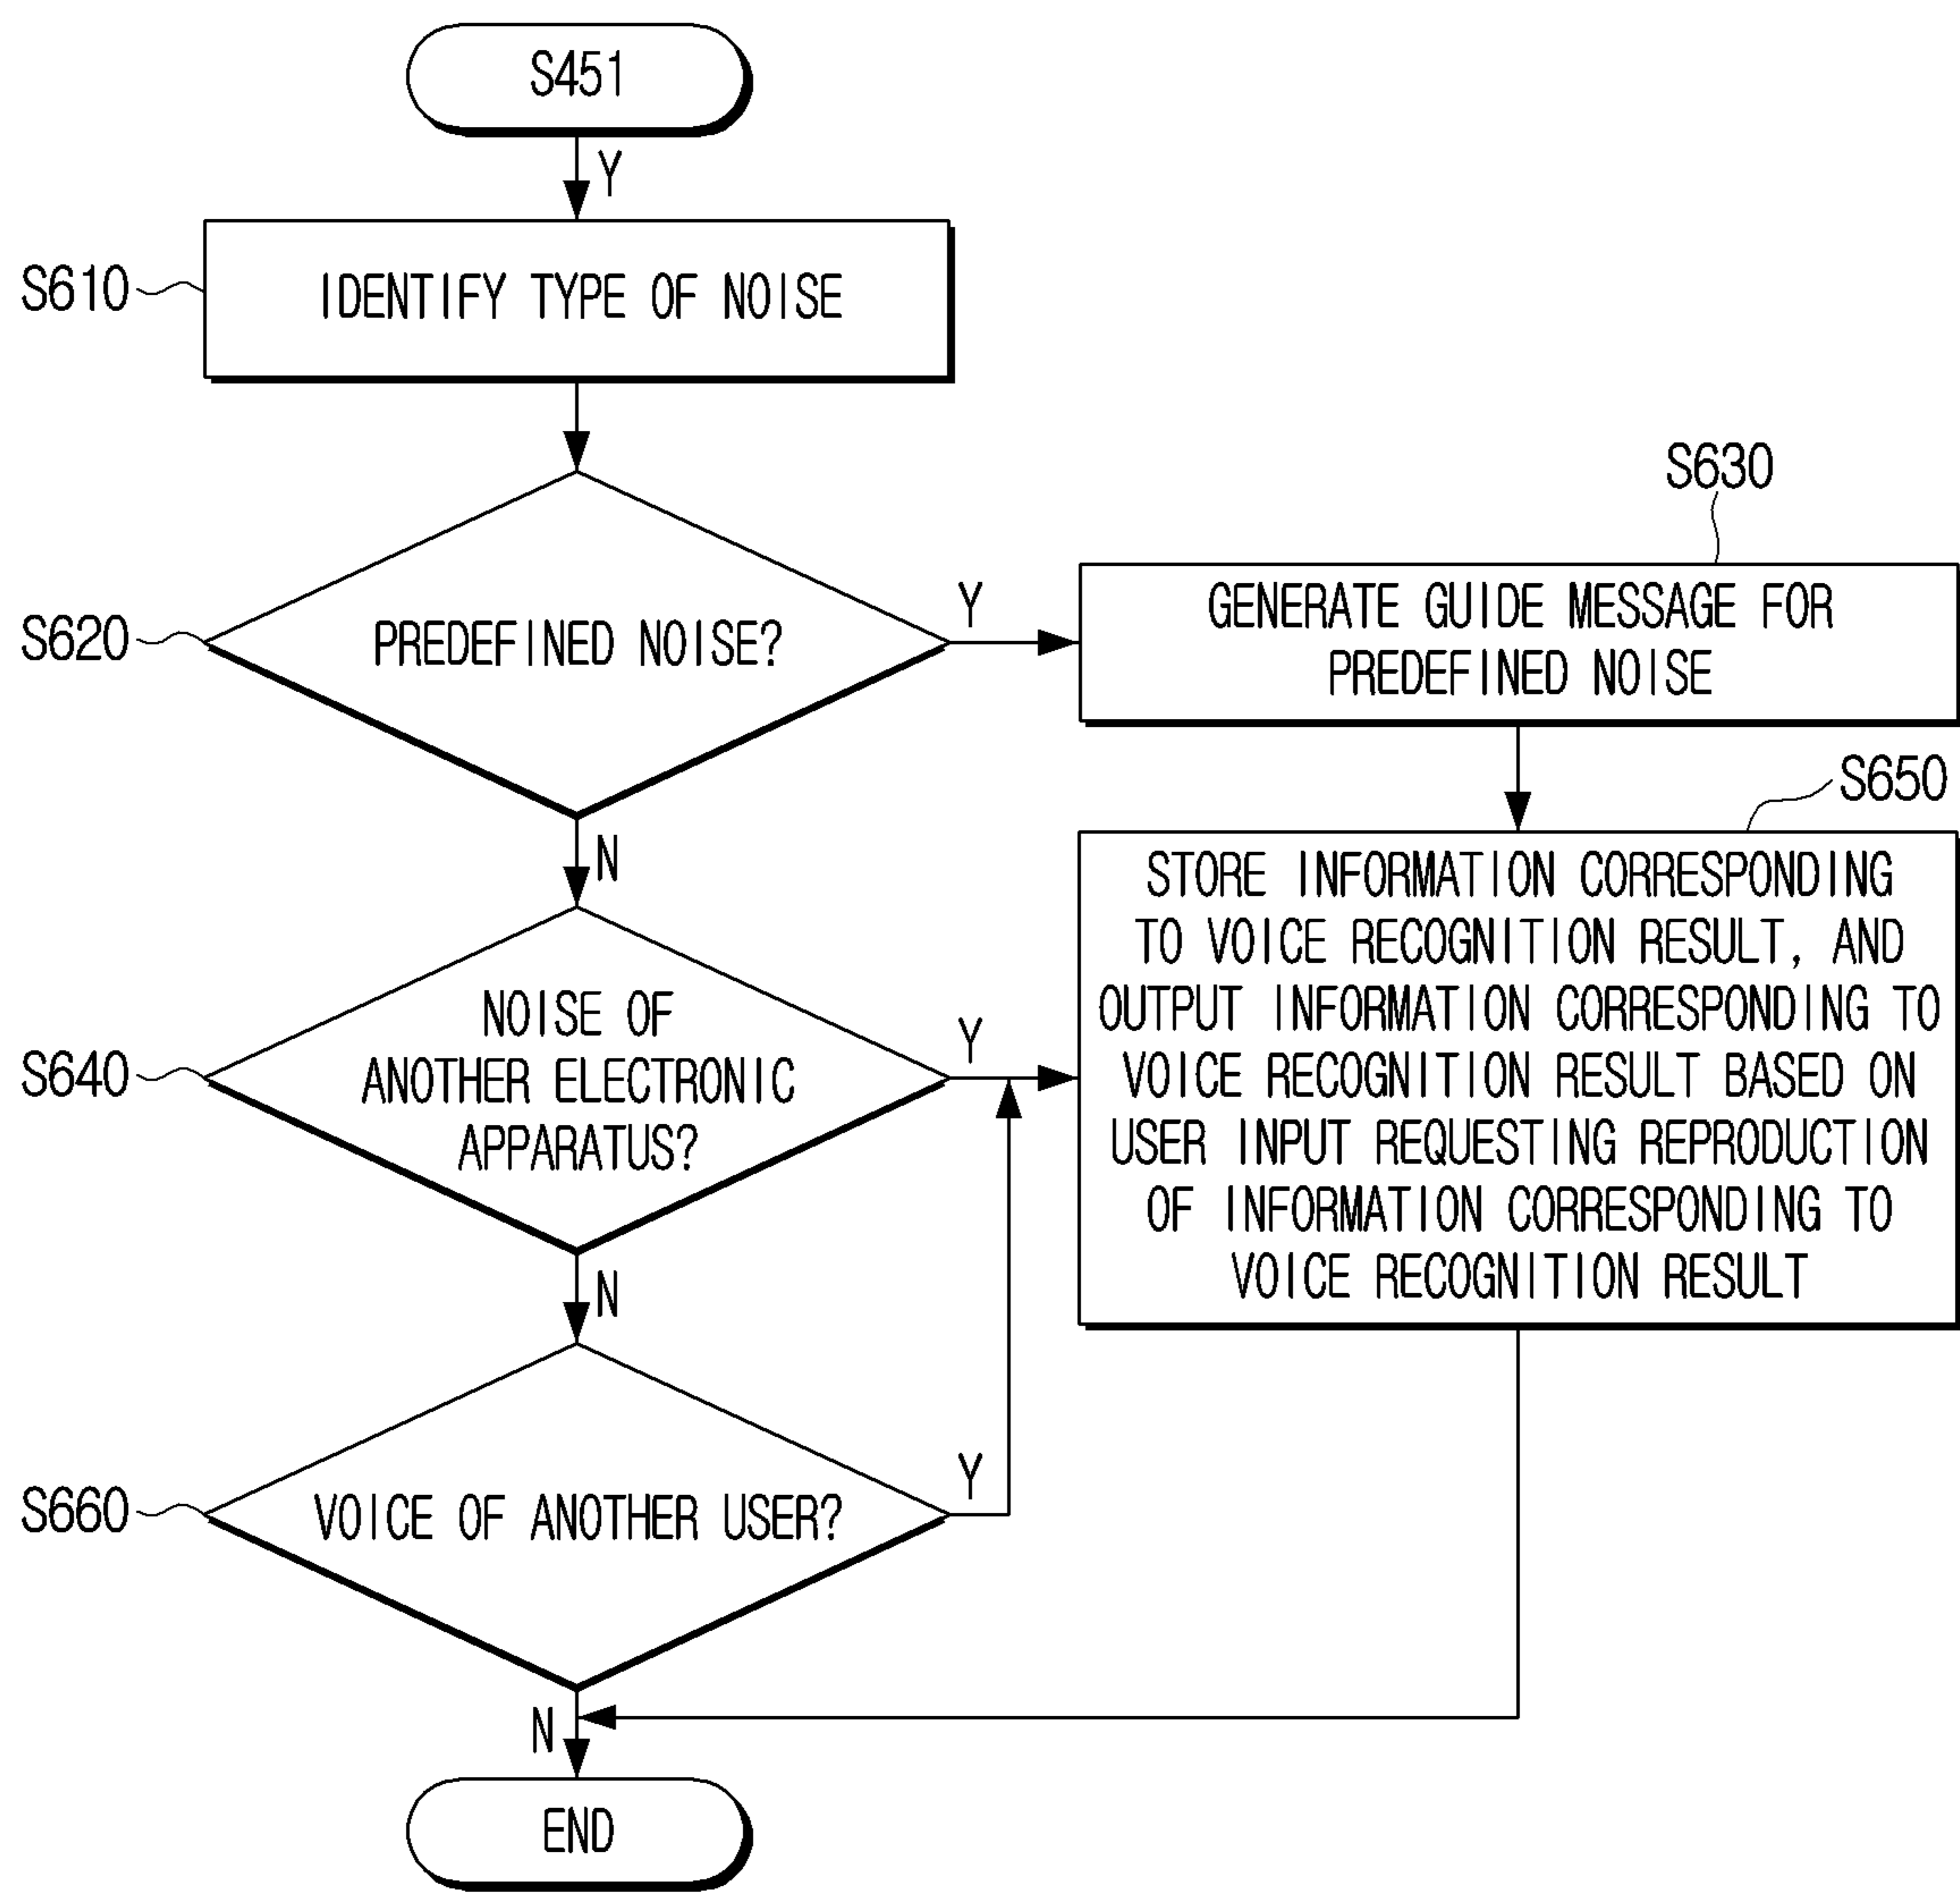 S451
Y
S610
IDENTIFY TYPE OF NOISE
S620
PREDEFINED NOISE?
Y
S630
GENERATE GUIDE MESSAGE FOR
PREDEFINED NOISE
N
S640
NOISE OF
ANOTHER ELECTRONIC
APPARATUS?
Y
S650
STORE INFORMATION CORRESPONDING
TO VOICE RECOGNITION RESULT, AND
OUTPUT INFORMATION CORRESPONDING TO
VOICE RECOGNITION RESULT BASED ON
USER INPUT REQUESTING REPRODUCTION
OF INFORMATION CORRESPONDING TO
VOICE RECOGNITION RESULT
N
S660
VOICE OF ANOTHER USER?
Y
N
END